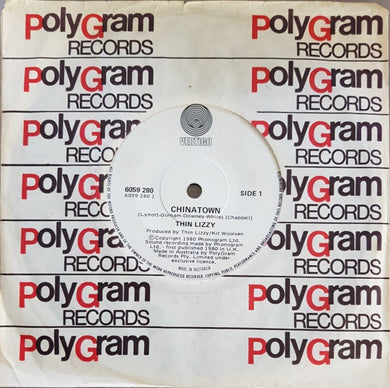 polyGram
RECORDS
polyGram
RECORDS
polyGram
RECORDS
polyGram
RECORDS
polyGram
RECORDS
polyGram
RECORDS
polyGram
RECORDS
polyGram
RECORDS
polyGram
RECORDS
polyGram
RECORDS
polyGram
RECORDS
polyGram
RECORDS
polyGram
polyGram
VERTIGO
6059 280
6059 280 1
SIDE 1
CHINATOWN
(Lynott-Gorham-Downey-White) (Chappell)
THIN LIZZY
Produced by Thin Lizzy/Kit Woolven
© Copyright 1980 Phonogram Ltd.
Sound recording made by Phonogram
Ltd., first published 1980 in U.K.
Made in Australia by PolyGram
Records Pty. Limited under
exclusive licence.
MADE IN AUSTRALIA